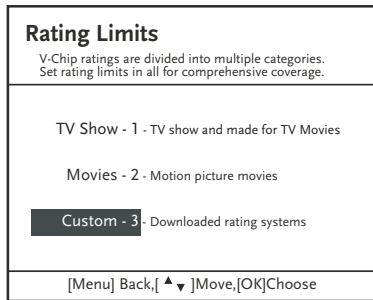 Rating Limits
V-Chip ratings are divided into multiple categories.
Set rating limits in all for comprehensive coverage.
TV Show - 1 - TV show and made for TV Movies
Movies - 2 - Motion picture movies
Custom - 3 - Downloaded rating systems
[Menu] Back,[ ▲▼ ]Move,[OK]Choose